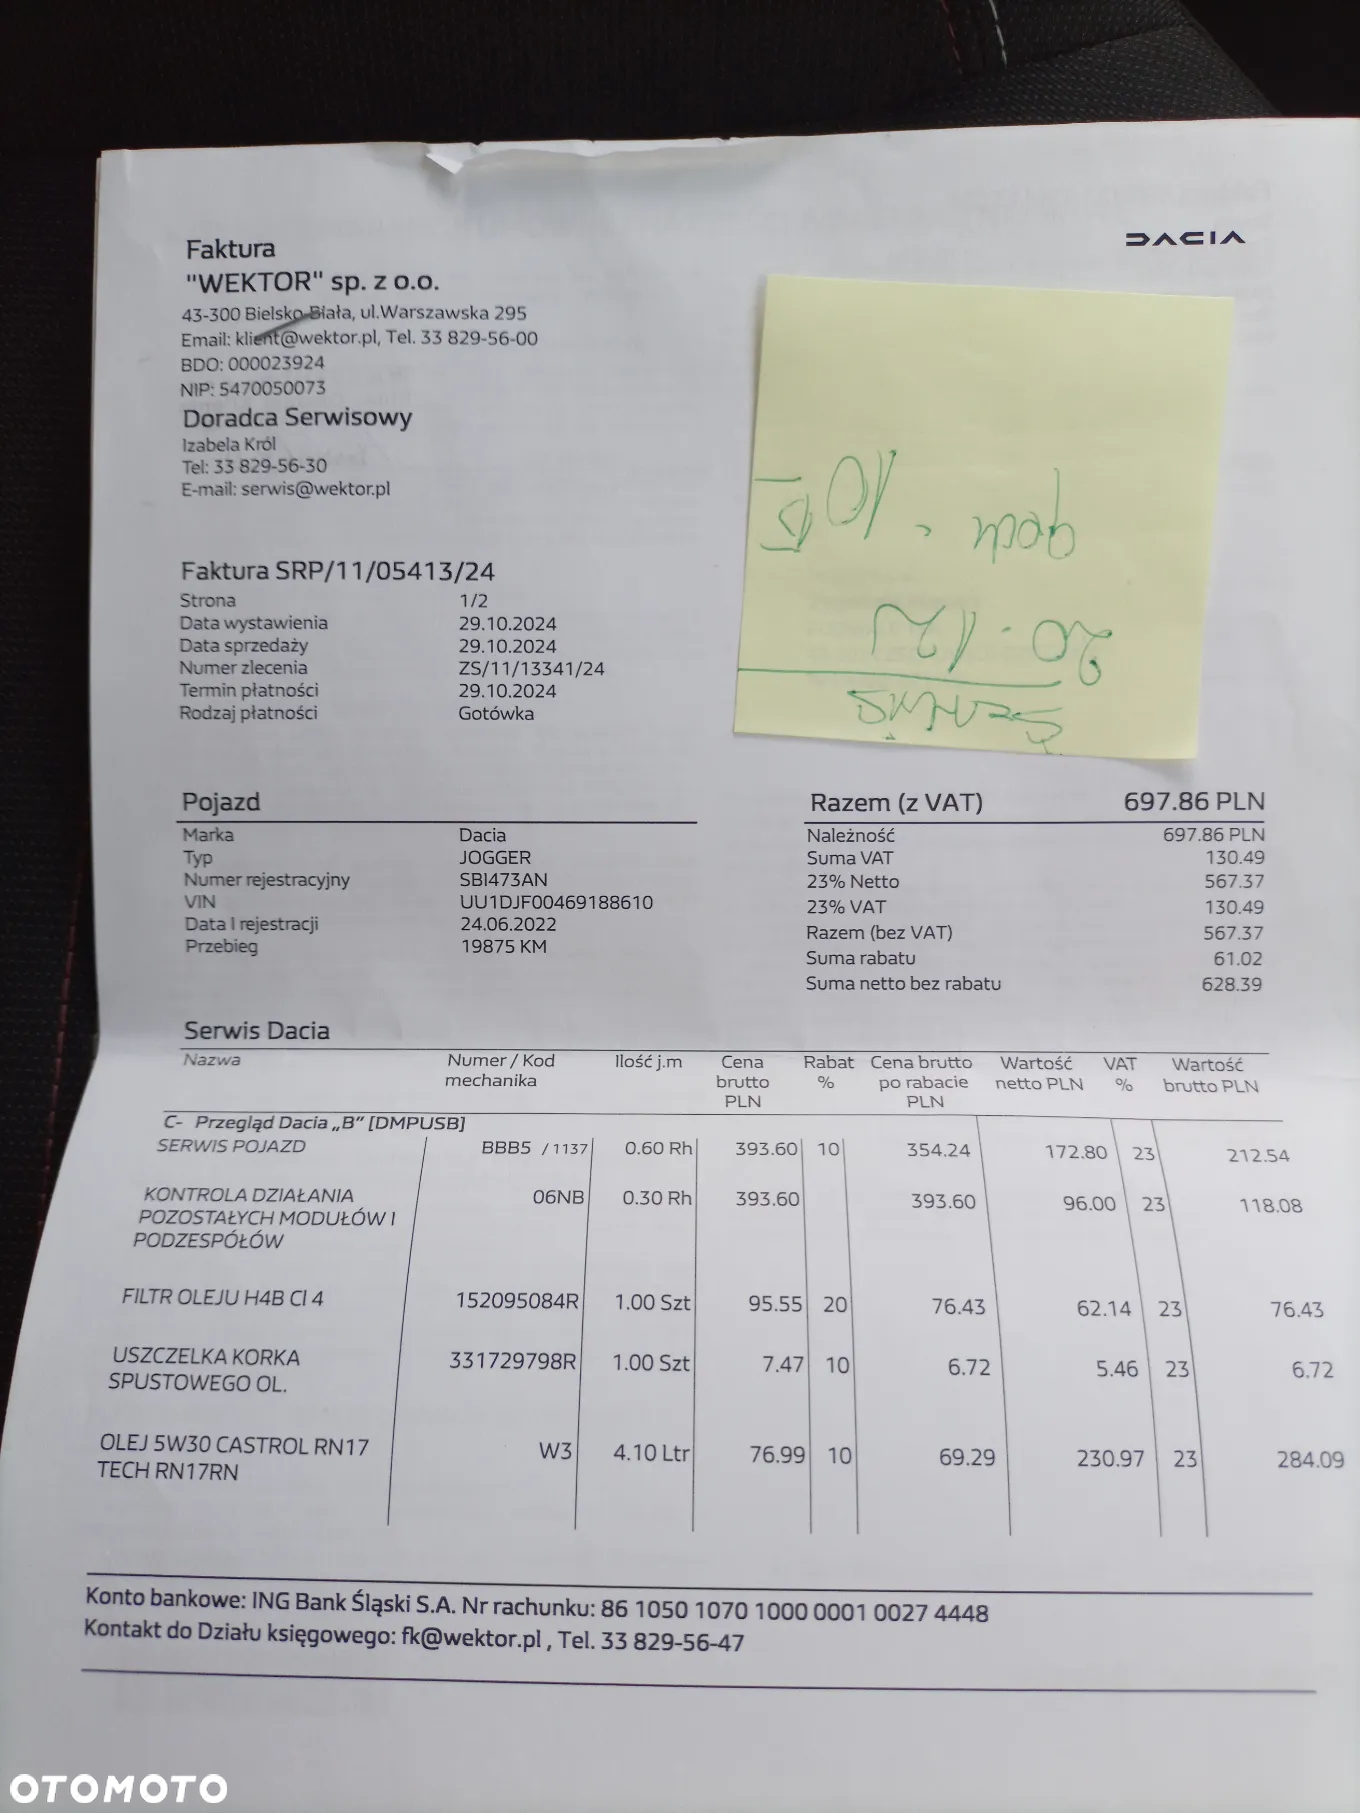 DACIA
Faktura
"WEKTOR" sp. z o.o.
43-300 Bielsko-Biała, ul.Warszawska 295
Email: klient@wektor.pl, Tel. 33 829-56-00
BDO: 000023924
NIP: 5470050073
Doradca Serwisowy
Izabela Król
Tel: 33 829-56-30
E-mail: serwis@wektor.pl
20.12
Faktura SRP/11/05413/24
Strona 1/2
Data wystawienia 29.10.2024
Data sprzedaży 29.10.2024
Numer zlecenia ZS/11/13341/24
Termin płatności 29.10.2024
Rodzaj płatności Gotówka
Pojazd
Marka Dacia
Typ JOGGER
Numer rejestracyjny SBI473AN
VIN UU1DJF00469188610
Data I rejestracji 24.06.2022
Przebieg 19875 KM
Razem (z VAT) 697.86 PLN
Należność 697.86 PLN
Suma VAT 130.49
23% Netto 567.37
23% VAT 130.49
Razem (bez VAT) 567.37
Suma rabatu 61.02
Suma netto bez rabatu 628.39
Serwis Dacia
Nazwa Numer / Kod Ilość j.m Cena Rabat Cena brutto Wartość VAT Wartość
mechanika brutto % po rabacie netto PLN % brutto PLN
PLN PLN
C- Przegląd Dacia „B" [DMPUSB]
SERWIS POJAZD BBB5 / 1137 0.60 Rh 393.60 10 354.24 172.80 23 212.54
KONTROLA DZIAŁANIA 06NB 0.30 Rh 393.60 393.60 96.00 23 118.08
POZOSTAŁYCH MODUŁÓW I
PODZESPÓŁÓW
FILTR OLEJU H4B CI 4 152095084R 1.00 Szt 95.55 20 76.43 62.14 23 76.43
USZCZELKA KORKA 331729798R 1.00 Szt 7.47 10 6.72 5.46 23 6.72
SPUSTOWEGO OL.
OLEJ 5W30 CASTROL RN17 W3 4.10 Ltr 76.99 10 69.29 230.97 23 284.09
TECH RN17RN
Konto bankowe: ING Bank Śląski S.A. Nr rachunku: 86 1050 1070 1000 0001 0027 4448
Kontakt do Działu księgowego: fk@wektor.pl , Tel. 33 829-56-47
OTOMOTO